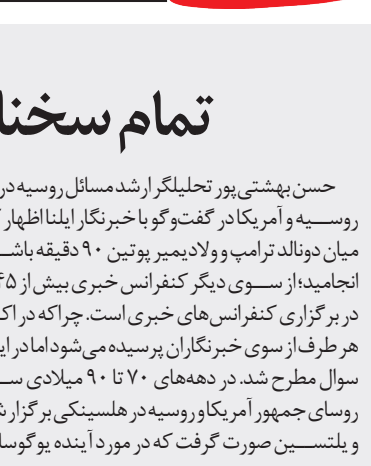 تمام سخنا
حسن بهشتی‌پور تحلیلگر ارشد مسائل روسیه در
روســیه و آمریکا در گفت‌وگو با خبرنگار ایلنا اظهار
میان دونالد ترامپ و ولادیمیر پوتین ۹۰ دقیقه باشــ
انجامید؛ از ســوی دیگر کنفرانس خبری بیش از ۴۵
در برگزاری کنفرانس‌های خبری است. چراکه در اک
هر طرف از سوی خبرنگاران پرسیده می‌شود اما در این
سوال مطرح شد. در دهه‌های ۷۰ تا ۹۰ میلادی ســ
روسای جمهور آمریکا و روسیه در هلسینکی برگزار ش
و یلتســین صورت گرفت که در مورد آینده یوگوسلا